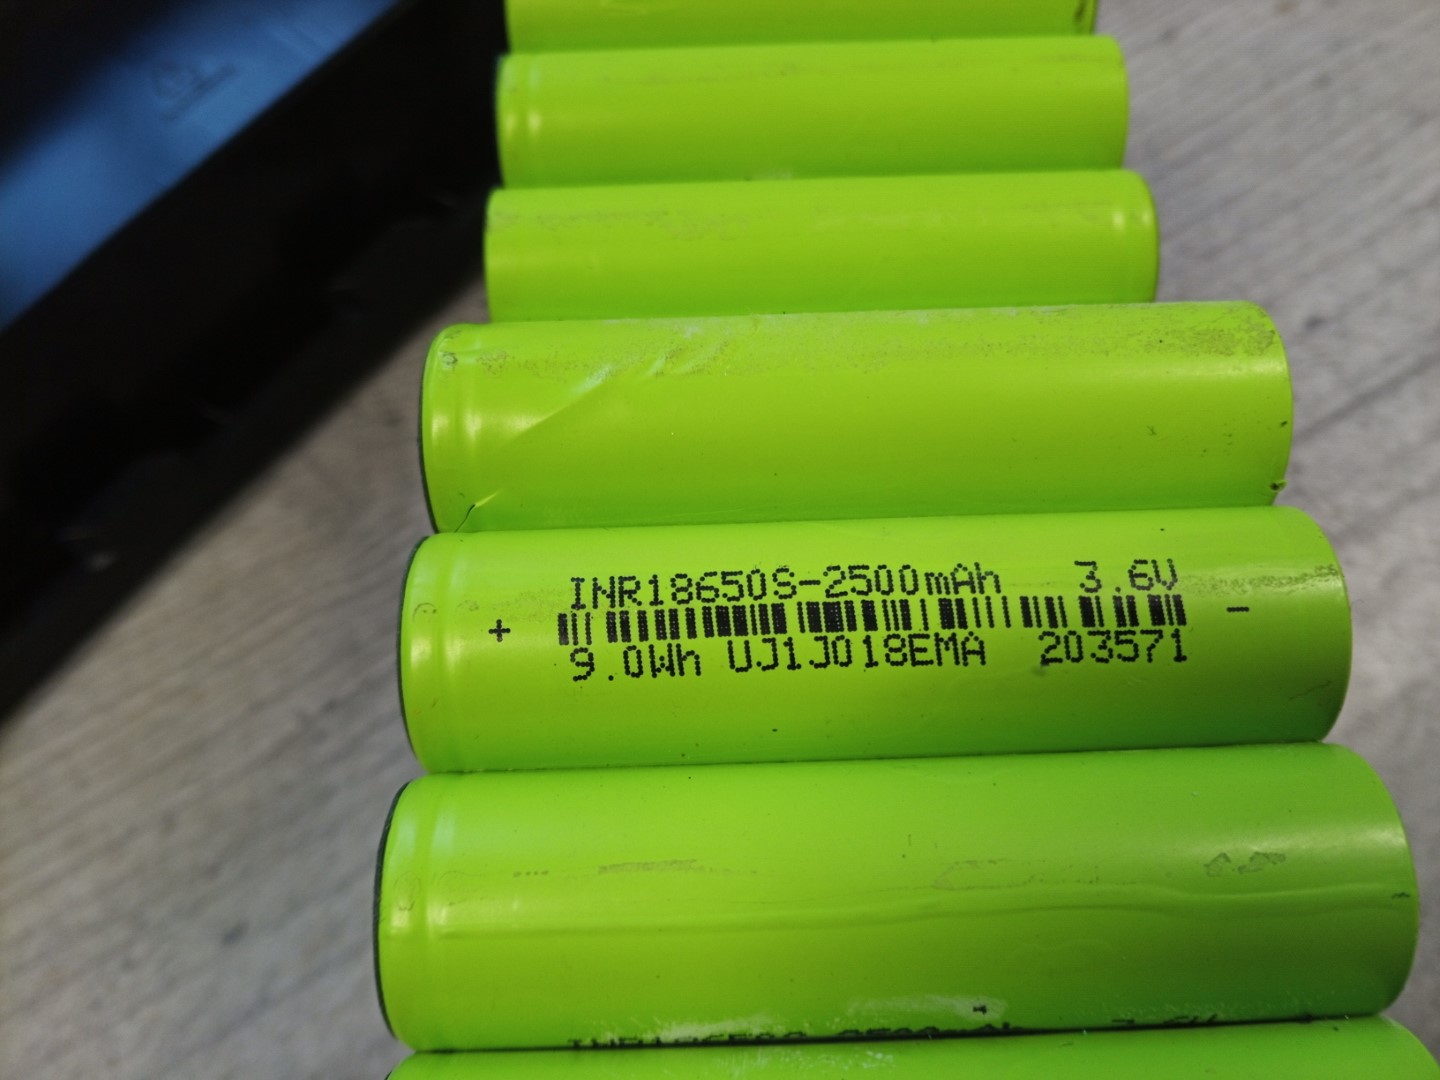 INR18650S-2500mAh 3.6V
+ -
9.0Wh UJ1J018EMA 203571